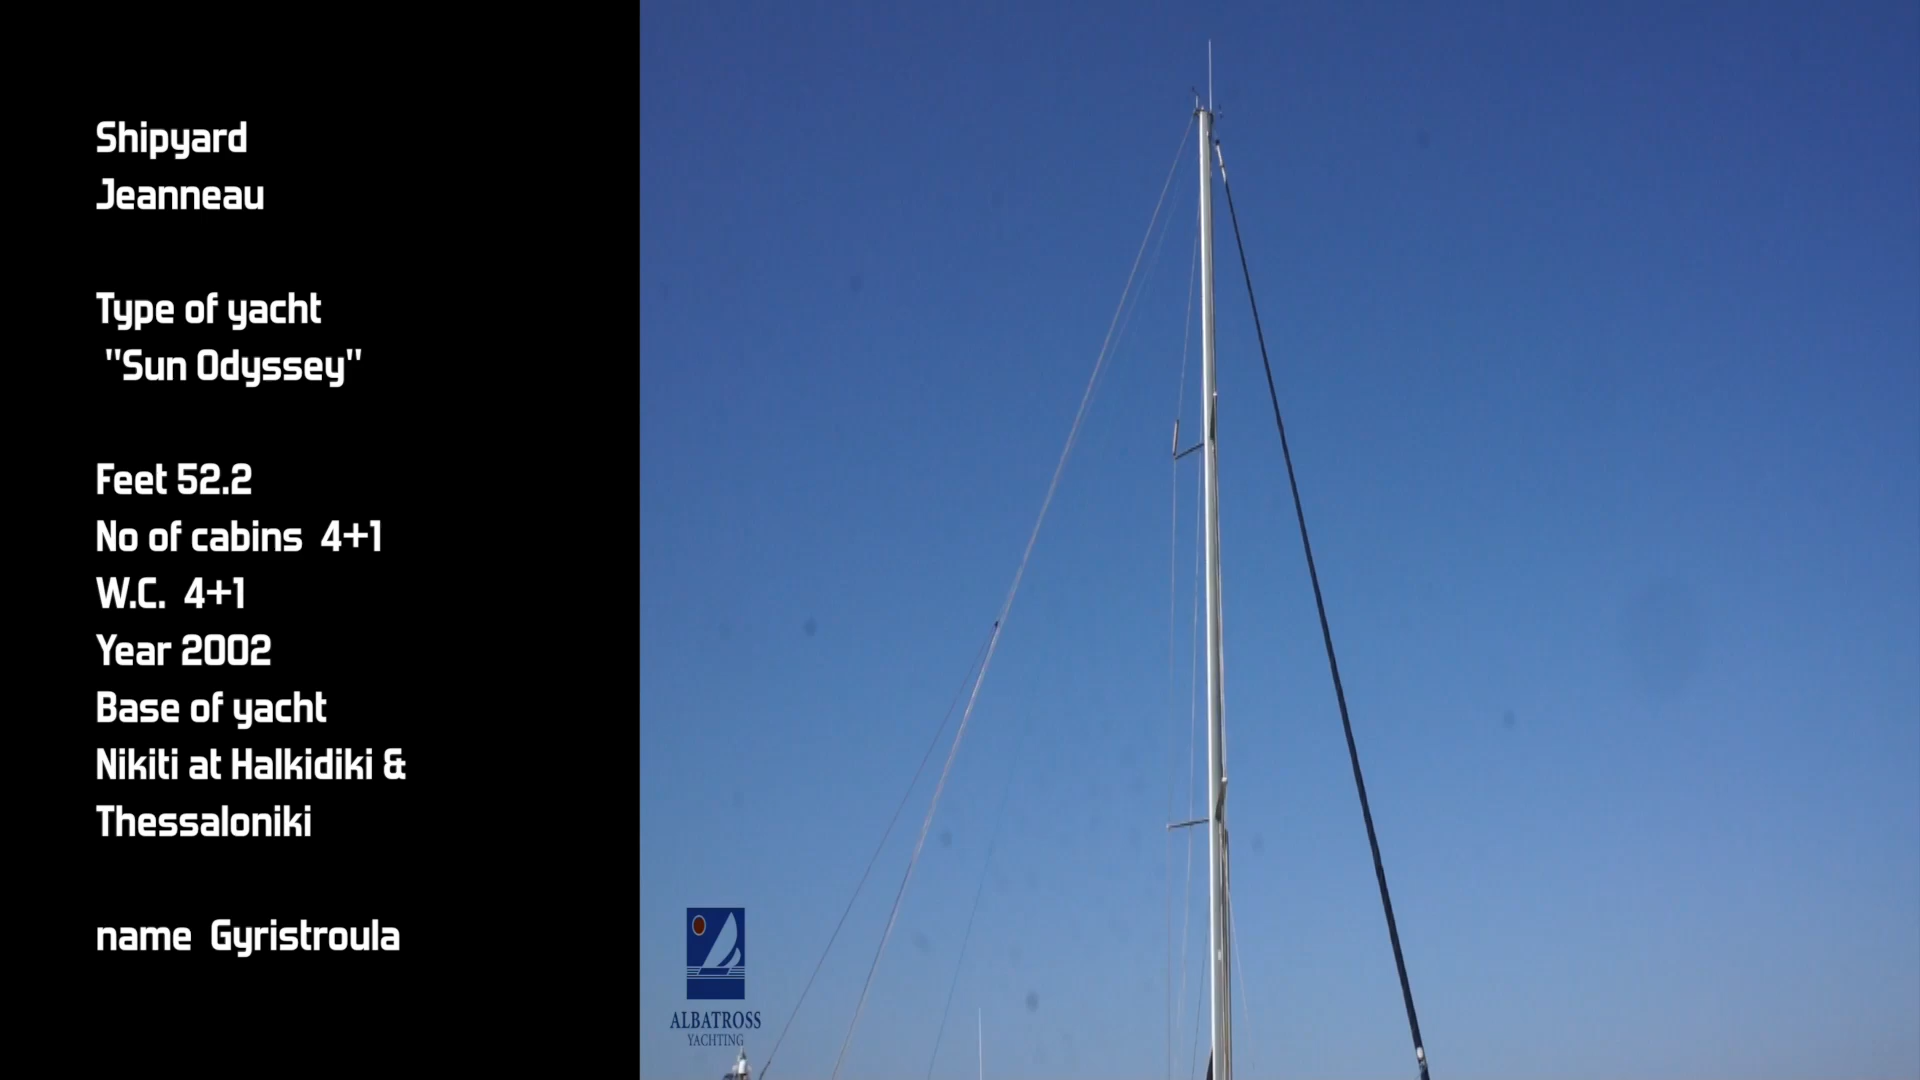 Shipyard
Jeanneau
Type of yacht
"Sun Odyssey"
Feet 52.2
No of cabins 4+1
W.C. 4+1
Year 2002
Base of yacht
Nikiti at Halkidiki &
Thessaloniki
name Gyristroula
ALBATROSS
YACHTING